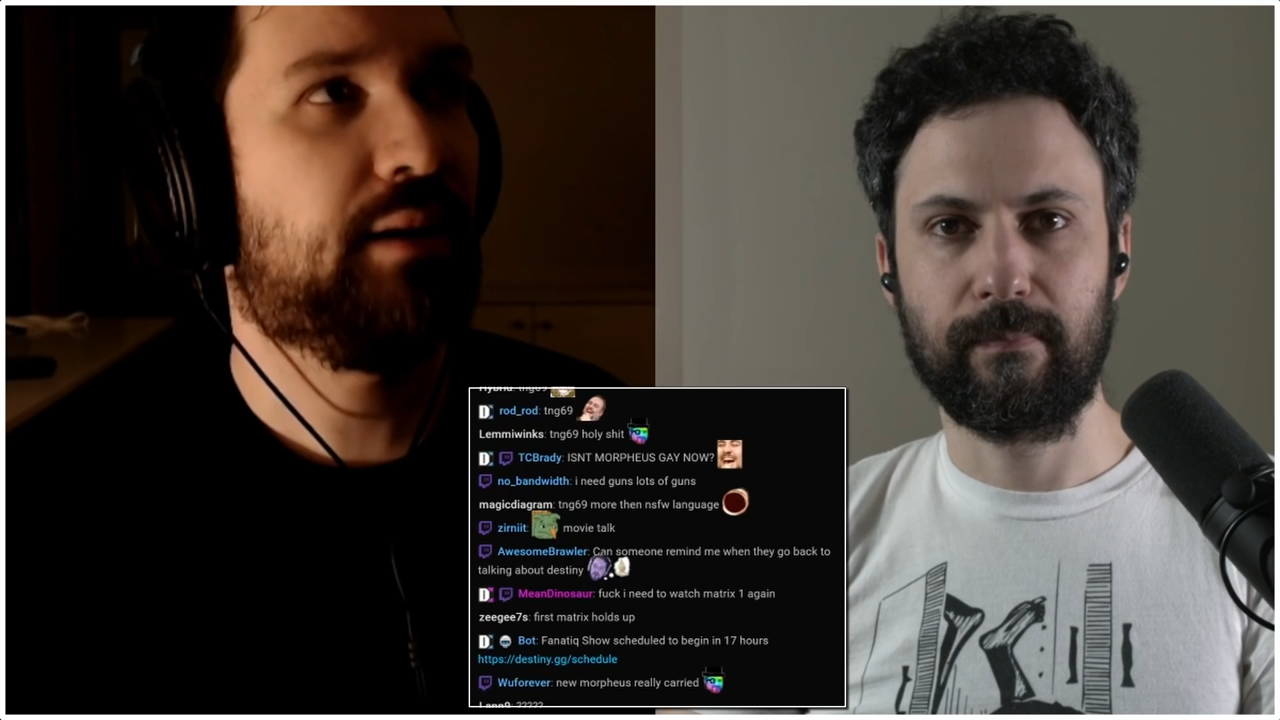 Hybrid: tng69
rod_rod: tng69
Lemmiwinks: tng69 holy shit
TCBrady: ISNT MORPHEUS GAY NOW?
no_bandwidth: i need guns lots of guns
magicdiagram: tng69 more then nsfw language
zirniit: movie talk
AwesomeBrawler: Can someone remind me when they go back to
talking about destiny
MeanDinosaur: fuck i need to watch matrix 1 again
zeegee7s: first matrix holds up
Bot: Fanatiq Show scheduled to begin in 17 hours
https://destiny.gg/schedule
Wuforever: new morpheus really carried
?????